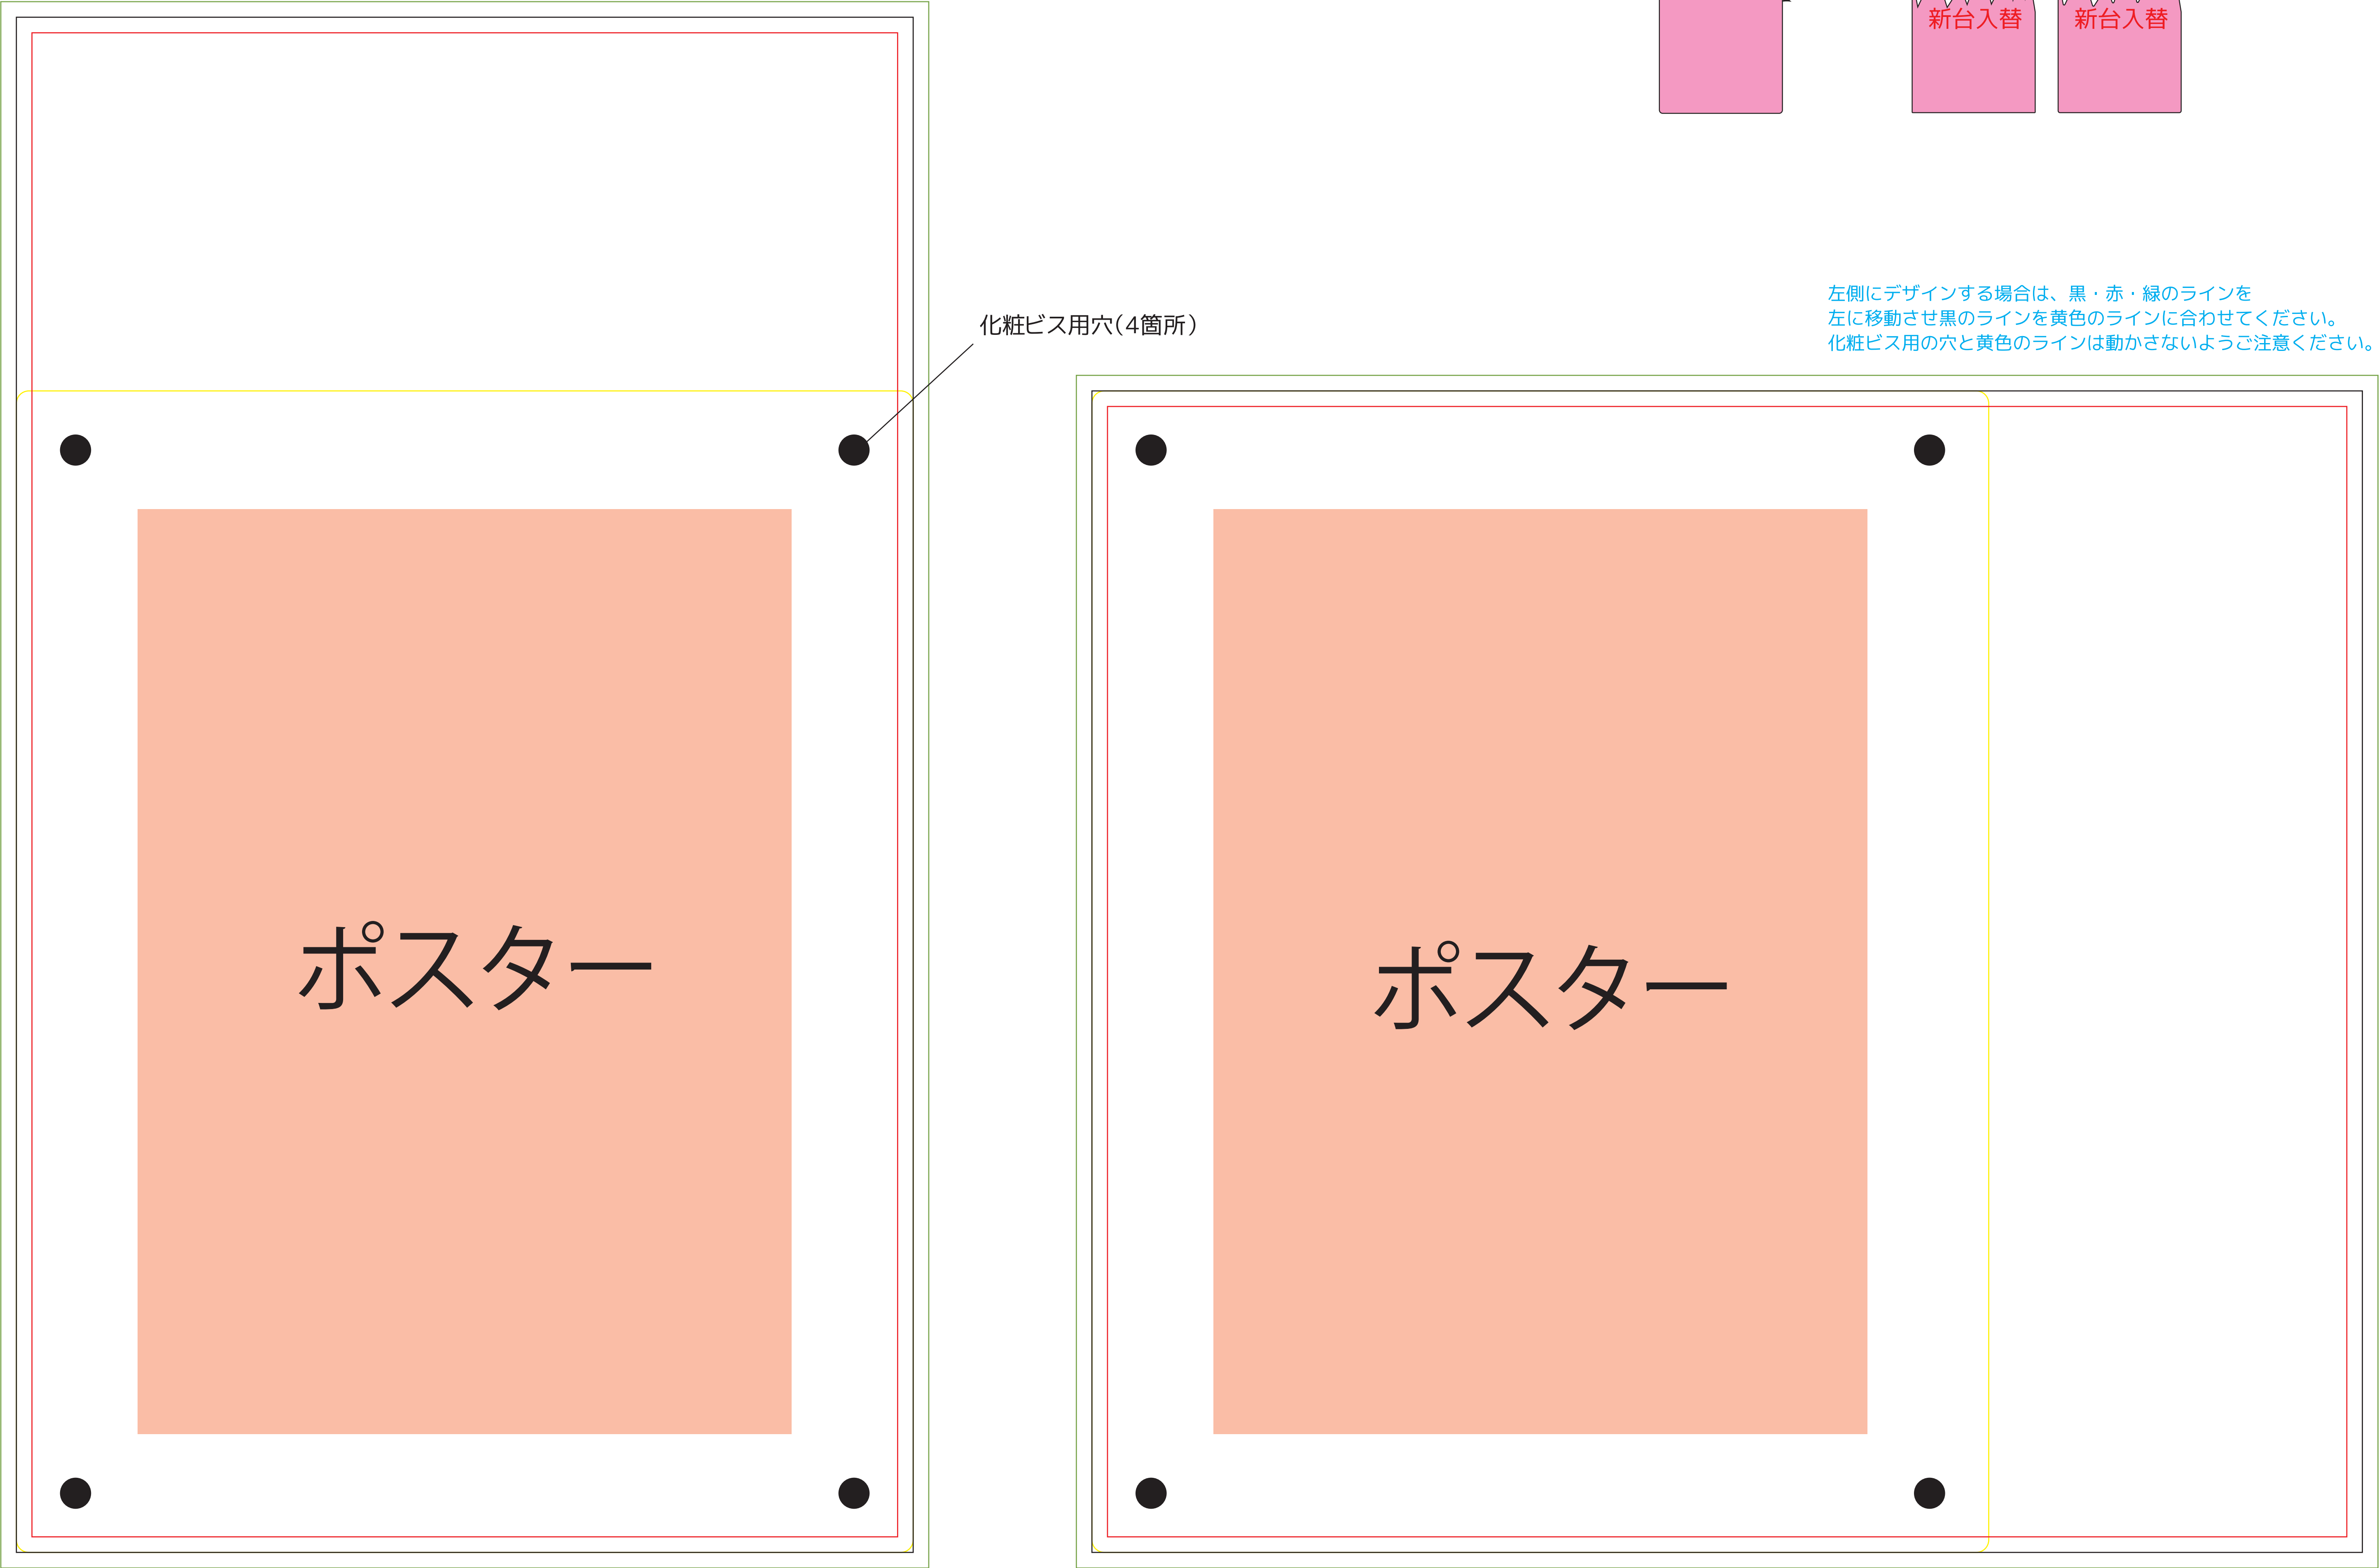 新台入替
新台入替
左側にデザインする場合は、黒・赤・緑のラインを
左に移動させ黒のラインを黄色のラインに合わせてください。
化粧ビス用の穴と黄色のラインは動かさないようご注意ください。
化粧ビス用穴(4箇所)
ポスター
ポスター